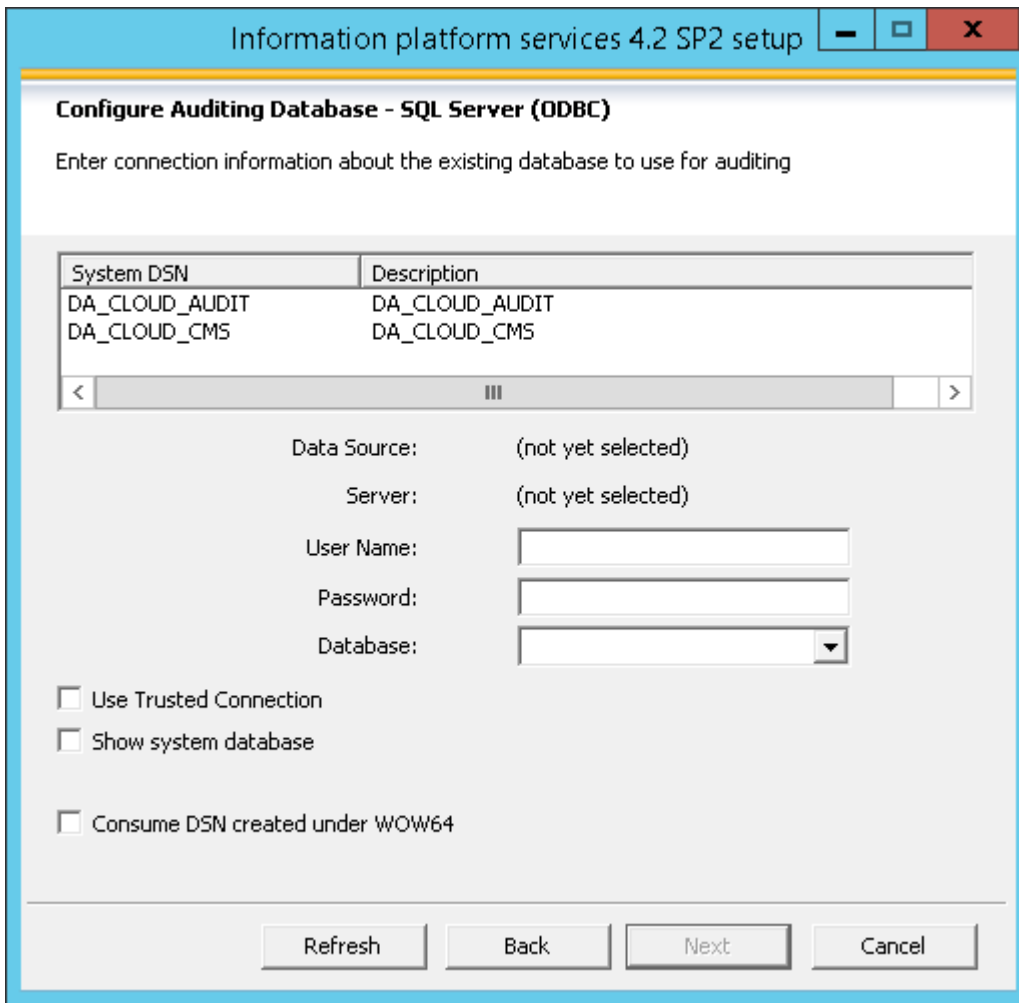 Information platform services 4.2 SP2 setup
Configure Auditing Database - SQL Server (ODBC)
Enter connection information about the existing database to use for auditing
System DSN Description
DA_CLOUD_AUDIT DA_CLOUD_AUDIT
DA_CLOUD_CMS DA_CLOUD_CMS
Data Source: (not yet selected)
Server: (not yet selected)
User Name:
Password:
Database:
Use Trusted Connection
Show system database
Consume DSN created under WOW64
Refresh Back Next Cancel